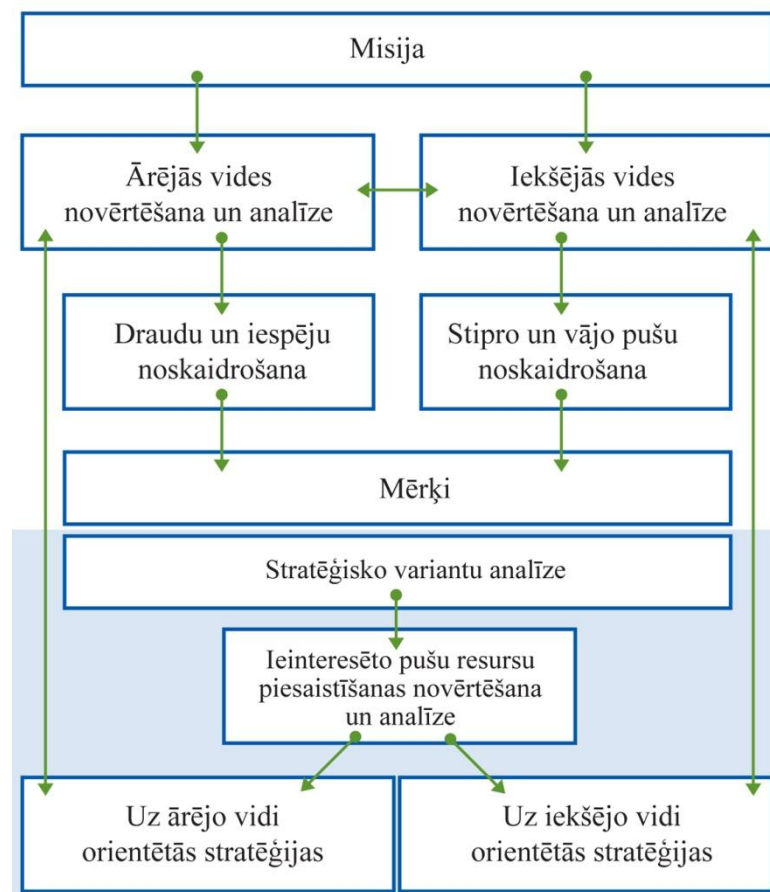 Misija
Ārējās vides
novērtēšana un analīze
Iekšējās vides
novērtēšana un analīze
Draudu un iespēju
noskaidrošana
Stipro un vājo pušu
noskaidrošana
Mērķi
Stratēģisko variantu analīze
Ieinteresēto pušu resursu
piesaistīšanas novērtēšana
un analīze
Uz ārējo vidi
orientētās stratēģijas
Uz iekšējo vidi
orientētās stratēģijas